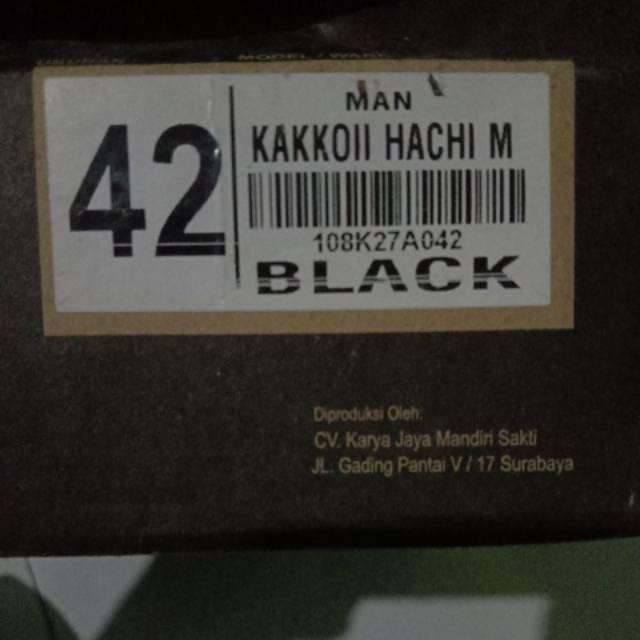 42
MAN
KAKKOII HACHI M
108K27A042
BLACK
Diproduksi Oleh:
CV. Karya Jaya Mandiri Sakti
JL. Gading Pantai V / 17 Surabaya